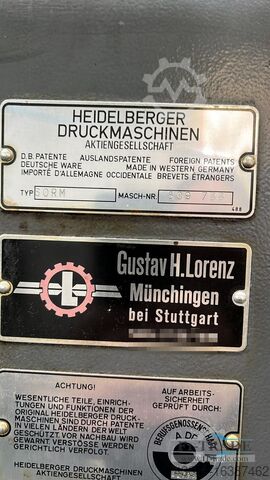 HEIDELBERGER
DRUCKMASCHINEN
AKTIENGESELLSCHAFT
D.B. PATENTE AUSLANDSPATENTE FOREIGN PATENTS
DEUTSCHE WARE MADE IN WESTERN GERMANY
IMPORTÉ D'ALLEMAGNE OCCIDENTALE BREVETS ÉTRANGERS
TYP SORM MASCH-NR.
Gustav H. Lorenz
Münchingen
bei Stuttgart
ACHTUNG!
WESENTLICHE TEILE, EINRICH-
TUNGEN UND FUNKTIONEN DER
ORIGINAL HEIDELBERGER DRUCK-
MASCHINEN SIND DURCH PATENTE
IN VIELEN LÄNDERN DER WELT
GESCHÜTZT. VOR NACHBAU WIRD
GEWARNT VERSTÖSSE WERDEN
GERICHTLICH VERFOLGT.
HEIDELBERGER DRUCKMASCHINEN
AKTIENGESELLSCHAFT
AUF ARBEITS-
SICHERHEIT
GEPRÜFT DURCH: